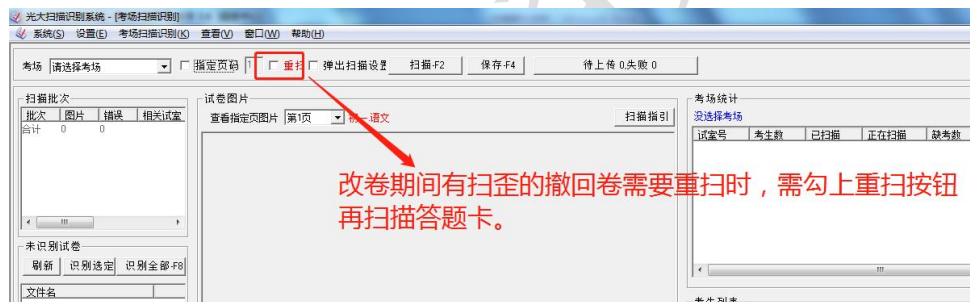 光大扫描识别系统 - [考场扫描识别]
系统(S) 设置(E) 考场扫描识别(K) 查看(V) 窗口(W) 帮助(H)
考场 请选择考场 指定页码 1 重扫 弹出扫描设置 扫描-F2 保存-F4 待上传 0,失败 0
扫描批次 试卷图片 考场统计
批次 图片 错误 相关试室 查看指定页图片 第1页 初一语文 扫描指引 没选择考场
合计 0 0 试室号 考生数 已扫描 正在扫描 缺考数
改卷期间有扫歪的撤回卷需要重扫时，需勾上重扫按钮
再扫描答题卡。
未识别试卷
刷新 识别选定 识别全部-F8
文件名 考生列表